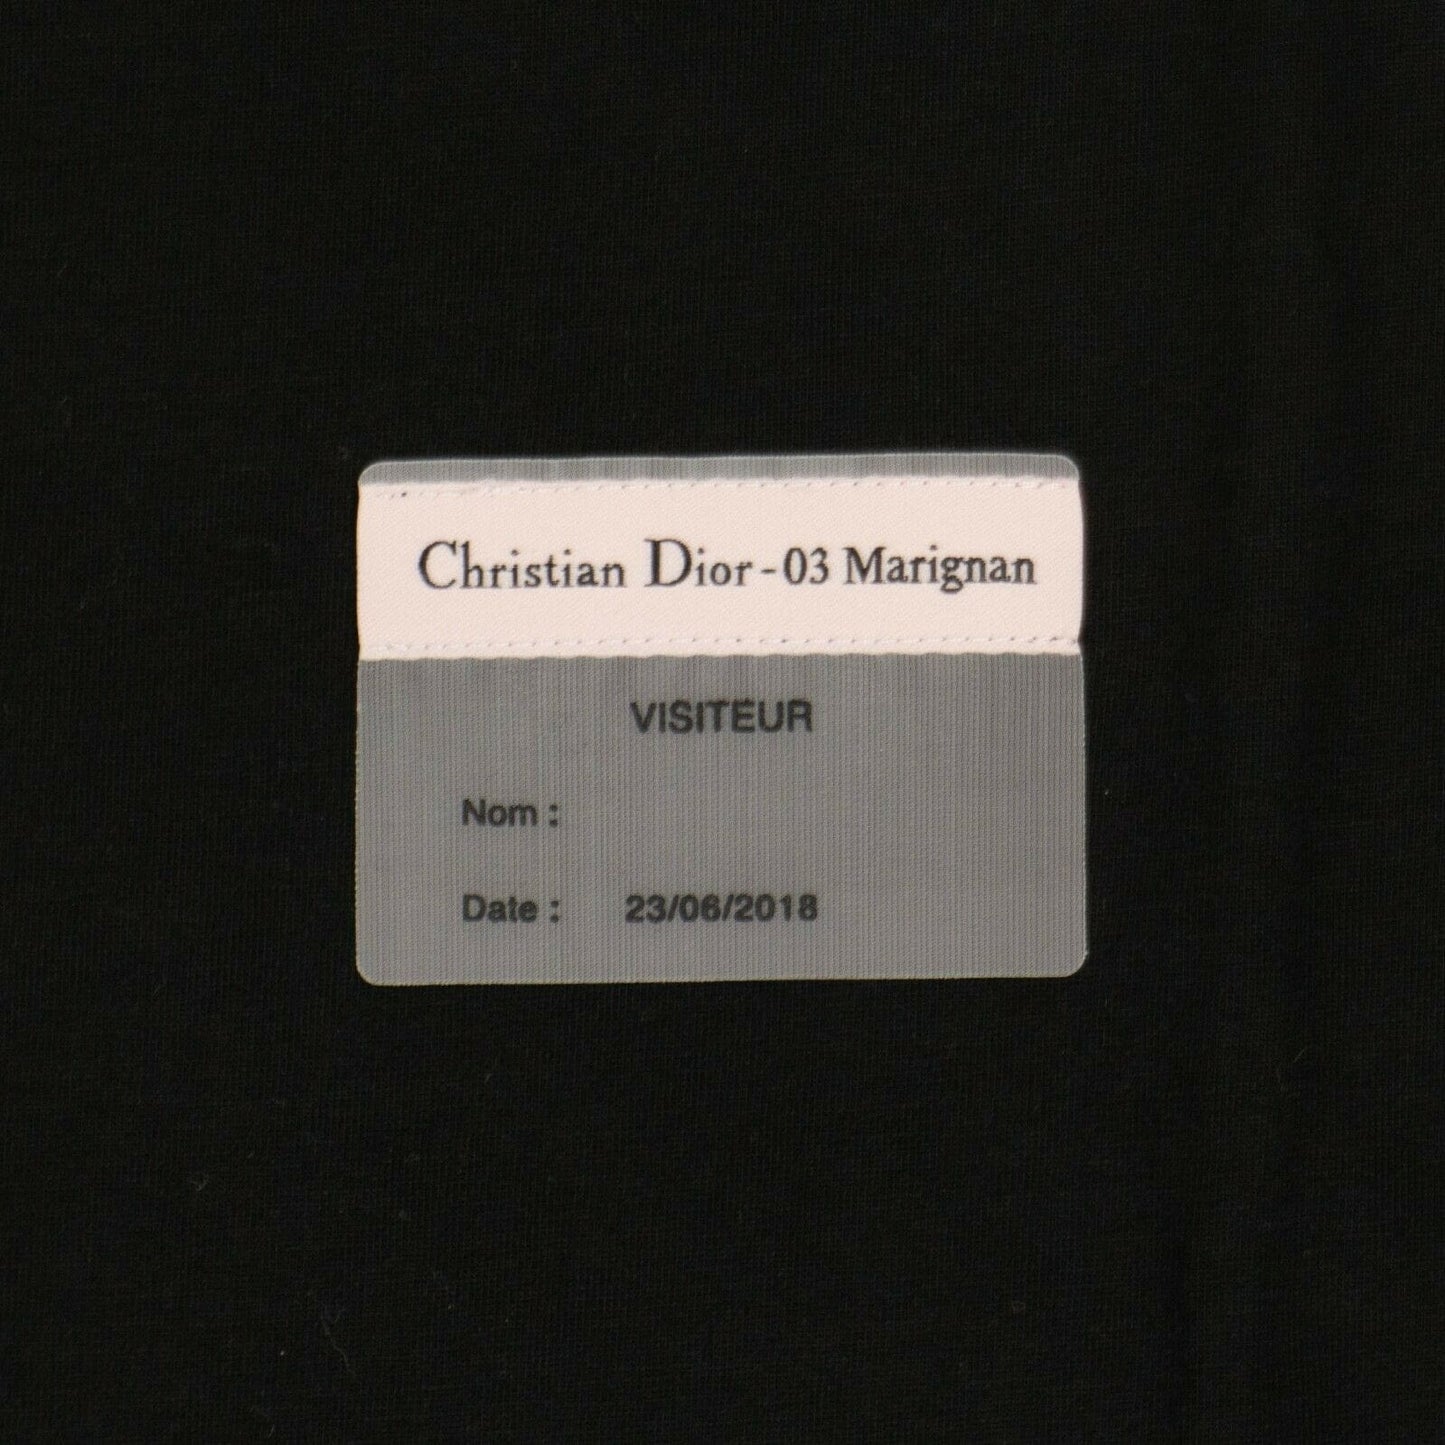 Christian Dior - 03 Marignan
VISITEUR
Nom :
Date : 23/06/2018